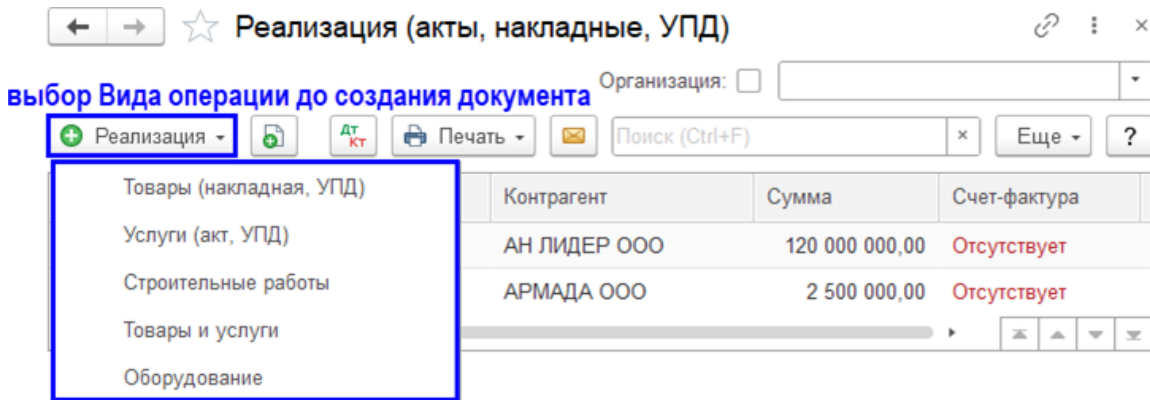 Реализация (акты, накладные, УПД)
Организация:
выбор Вида операции до создания документа
Реализация
Дт Кт
Печать
Поиск (Ctrl+F)
×
Еще
?
Контрагент Сумма Счет-фактура
Товары (накладная, УПД)
Услуги (акт, УПД)
АН ЛИДЕР ООО 120 000 000,00 Отсутствует
Строительные работы
АРМАДА ООО 2 500 000,00 Отсутствует
Товары и услуги
Оборудование